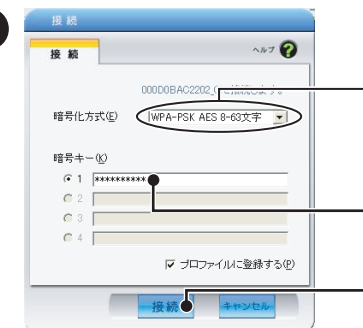 接続
接続
ヘルプ
000D0BAC2202_
暗号化方式(E)
WPA-PSK AES 8-63文字
暗号キー(K)
1 **********
2
3
4
プロファイルに登録する(P)
接続
キャンセル